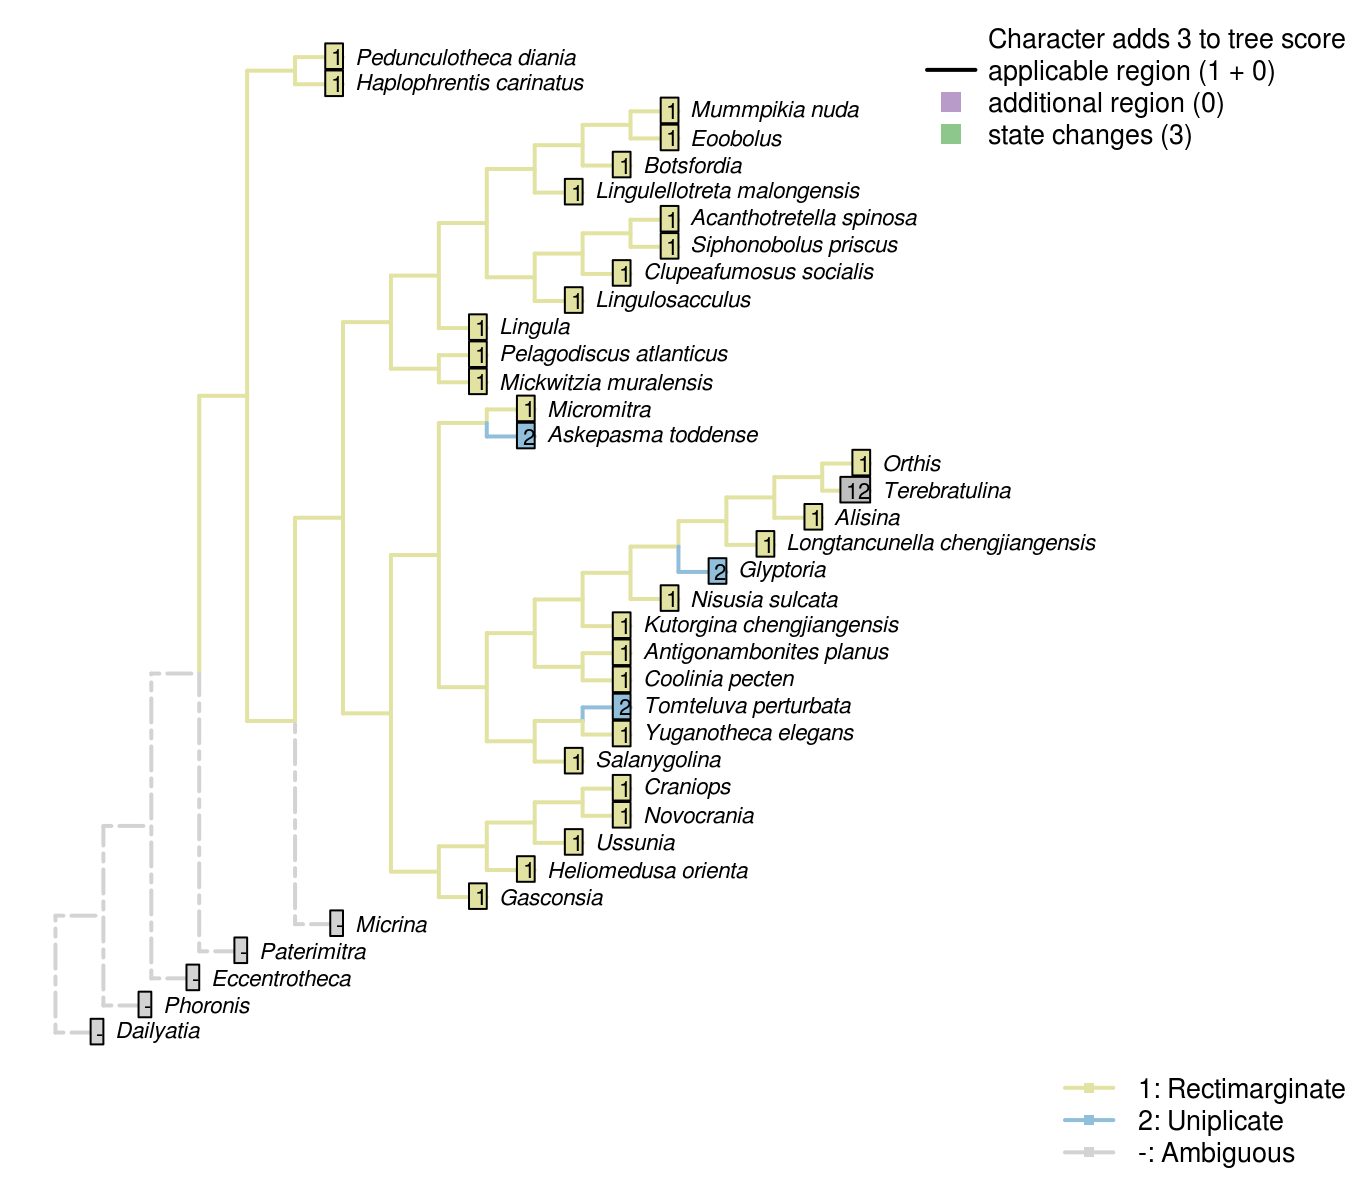 Character adds 3 to tree score
applicable region (1 + 0)
additional region (0)
state changes (3)
1 Pedunculotheca diania
1 Haplophrentis carinatus
1 Mummpikia nuda
1 Eoobolus
1 Botsfordia
1 Lingulellotreta malongensis
1 Acanthotretella spinosa
1 Siphonobolus priscus
1 Clupeafumosus socialis
1 Lingulosacculus
1 Lingula
1 Pelagodiscus atlanticus
1 Mickwitzia muralensis
1 Micromitra
2 Askepasma toddense
1 Orthis
12 Terebratulina
1 Alisina
1 Longtancunella chengjiangensis
2 Glyptoria
1 Nisusia sulcata
1 Kutorgina chengjiangensis
1 Antigonambonites planus
1 Coolinia pecten
2 Tomteluva perturbata
1 Yuganotheca elegans
1 Salanygolina
1 Craniops
1 Novocrania
1 Ussunia
1 Heliomedusa orienta
1 Gasconsia
- Micrina
- Paterimitra
- Eccentrotheca
- Phoronis
- Dailyatia
1: Rectimarginate
2: Uniplicate
-: Ambiguous